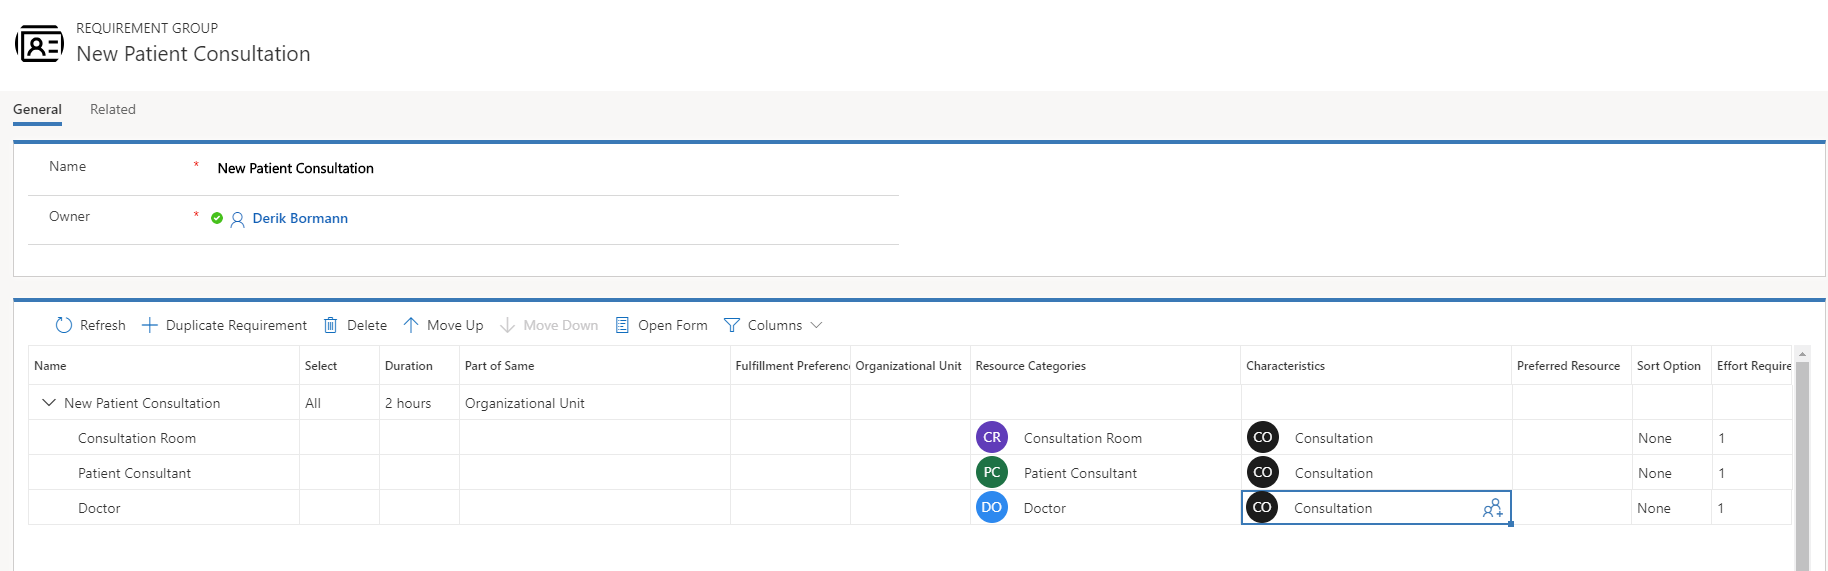 REQUIREMENT GROUP
New Patient Consultation
General Related
Name * New Patient Consultation
Owner * Derik Bormann
Refresh Duplicate Requirement Delete Move Up Move Down Open Form Columns
Name Select Duration Part of Same Fulfillment Preference Organizational Unit Resource Categories Characteristics Preferred Resource Sort Option Effort Require
New Patient Consultation All 2 hours Organizational Unit
Consultation Room CR Consultation Room CO Consultation None 1
Patient Consultant PC Patient Consultant CO Consultation None 1
Doctor DO Doctor CO Consultation None 1